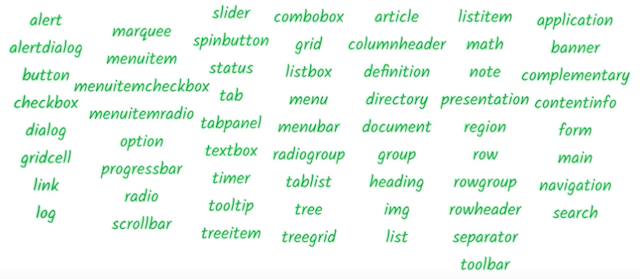 alert
alertdialog
button
checkbox
dialog
gridcell
link
log
marquee
menuitem
menuitemcheckbox
menuitemradio
option
progressbar
radio
scrollbar
slider
spinbutton
status
tab
tabpanel
textbox
timer
tooltip
treeitem
combobox
grid
listbox
menu
menubar
radiogroup
tablist
tree
treegrid
article
columnheader
definition
directory
document
group
heading
img
list
listitem
math
note
presentation
region
row
rowgroup
rowheader
separator
toolbar
application
banner
complementary
contentinfo
form
main
navigation
search